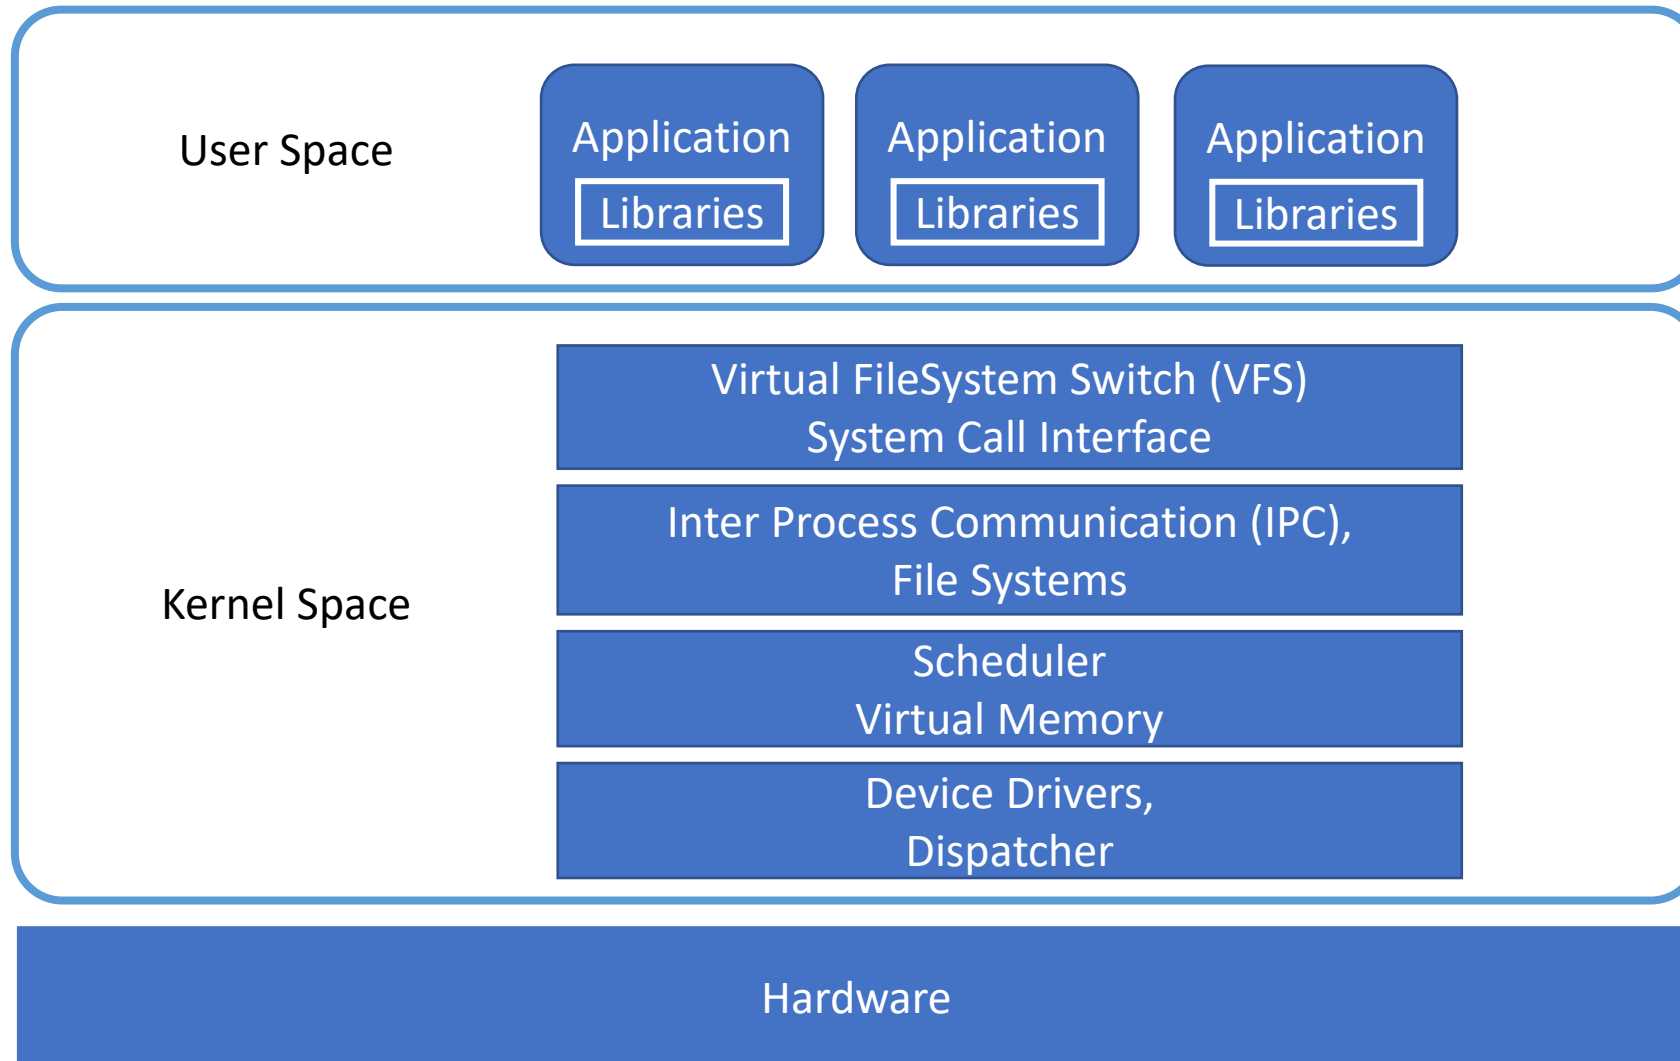 User Space
Application
Libraries
Application
Libraries
Application
Libraries
Kernel Space
Virtual FileSystem Switch (VFS)
System Call Interface
Inter Process Communication (IPC),
File Systems
Scheduler
Virtual Memory
Device Drivers,
Dispatcher
Hardware